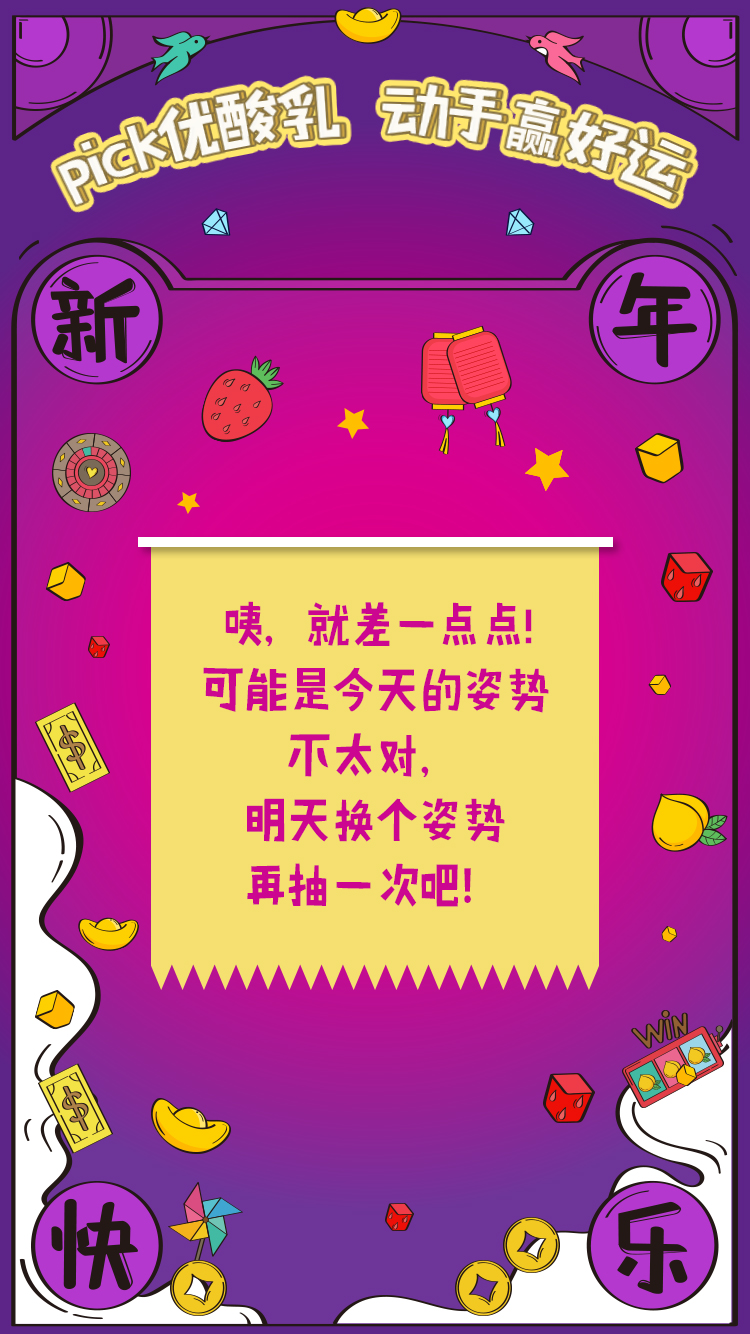 pick优酸乳 动手赢好运
新 年
咦，就差一点点！
可能是今天的姿势
不太对，
明天换个姿势
再抽一次吧！
$
WiN
$
快 乐